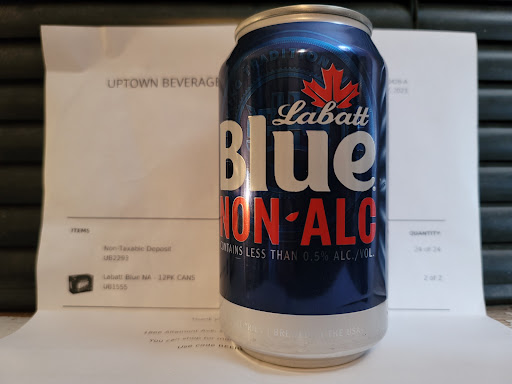 UPTOWN BEVERAGE
Labatt
Blue
NON-ALC
CONTAINS LESS THAN 0.5% ALC./VOL.
ITEMS
QUANTITY
Non-Taxable Deposit
24 of 24
UB2293
Labatt Blue NA - 12PK CANS
2 of 2
UB1555